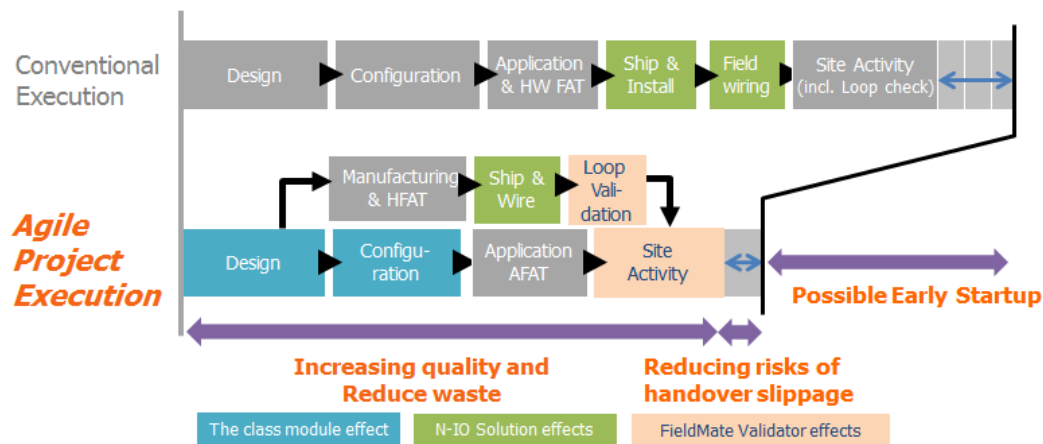 Conventional
Execution
Design
Configuration
Application
& HW FAT
Ship &
Install
Field
wiring
Site Activity
(incl. Loop check)
Manufacturing
& HFAT
Ship &
Wire
Loop
Vali-
dation
Agile
Project
Execution
Design
Configu-
ration
Application
AFAT
Site
Activity
Possible Early Startup
Increasing quality and
Reduce waste
Reducing risks of
handover slippage
The class module effect
N-IO Solution effects
FieldMate Validator effects